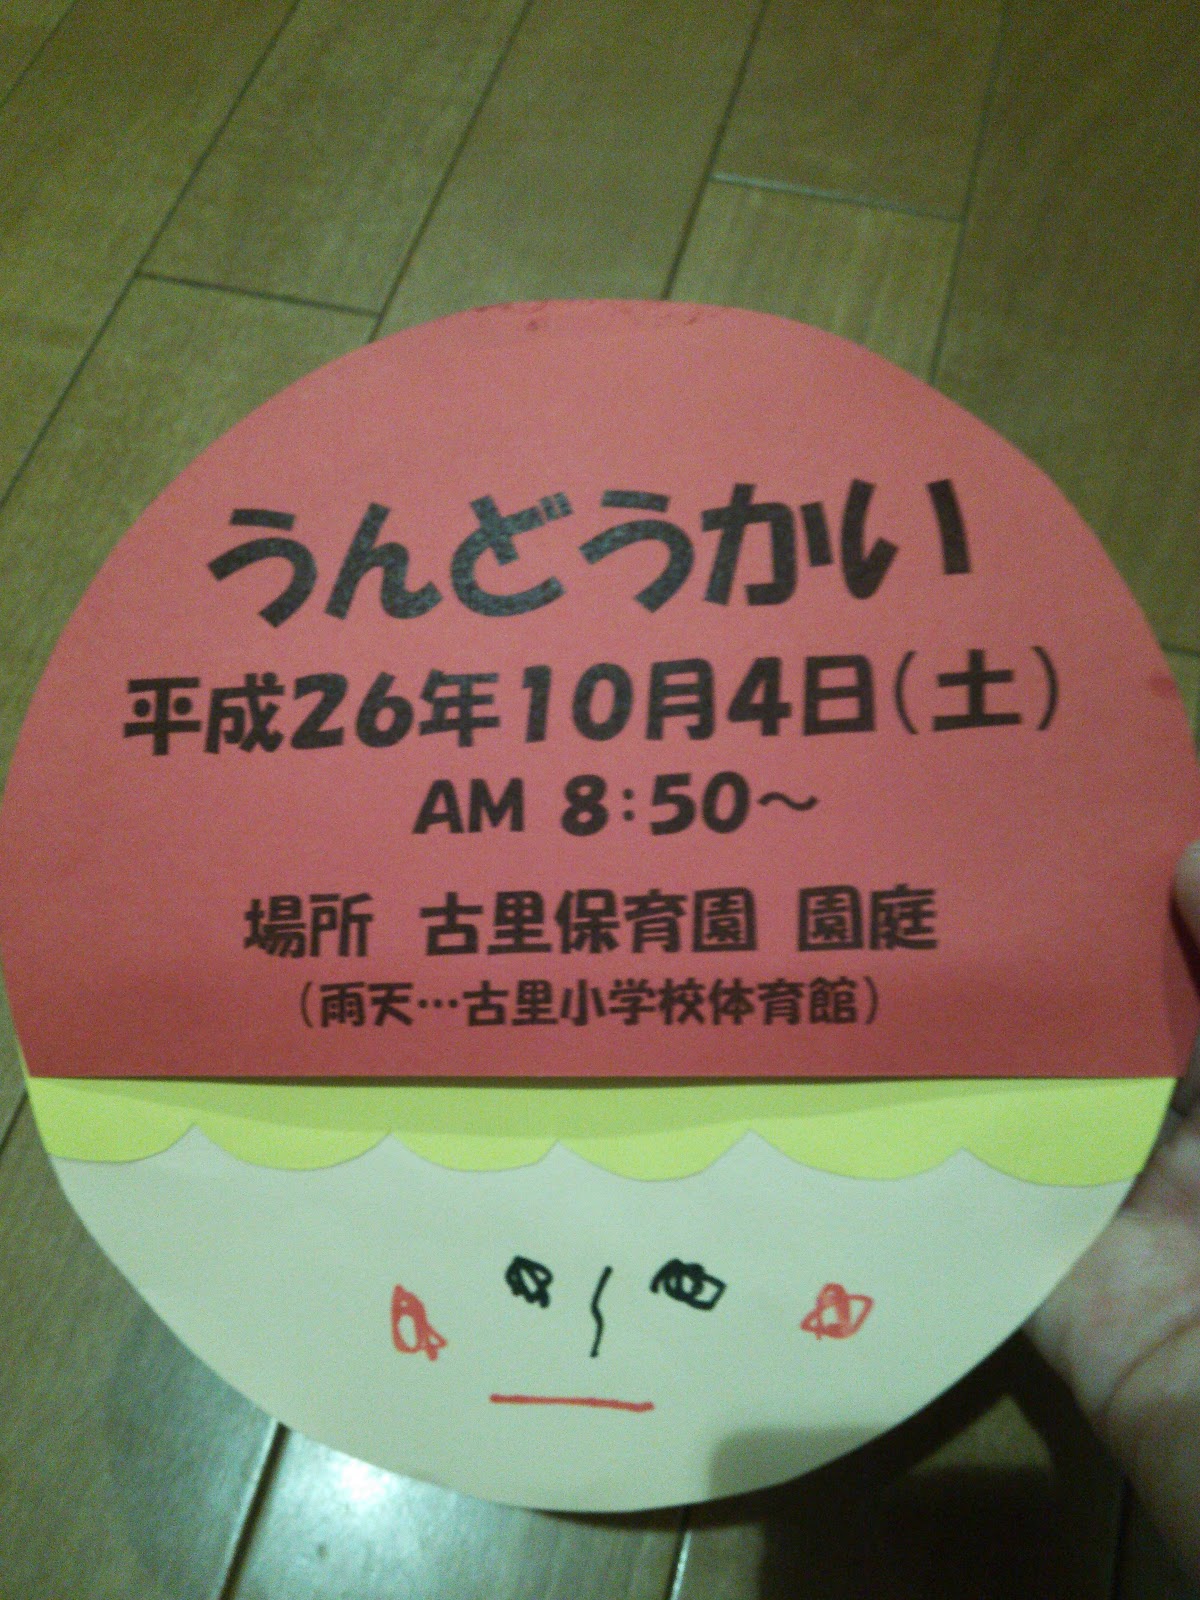 うんどうかい
平成26年10月4日(土)
AM 8:50～
場所 古里保育園 園庭
(雨天…古里小学校体育館)